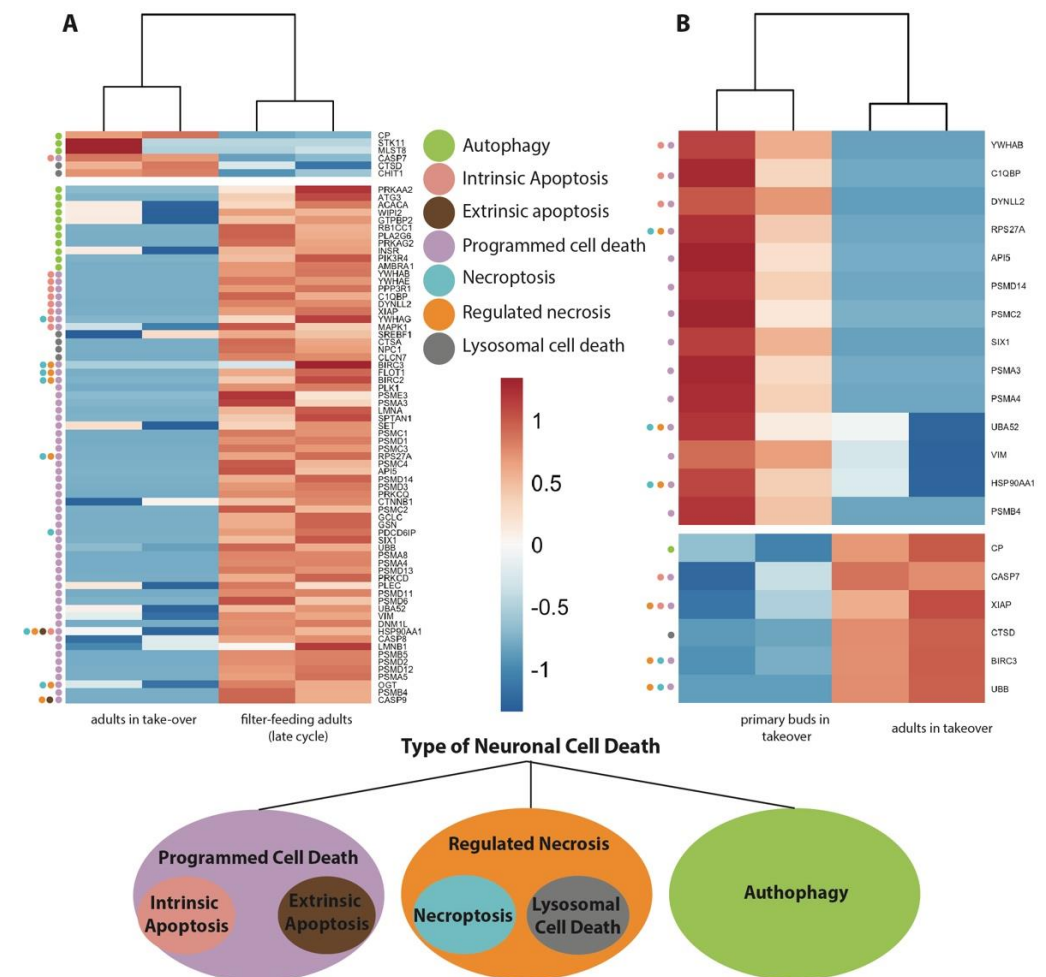 A
B
CP
STK11
MLST8
CASP7
CTSD
CHIT1
PRKAA2
ATG3
ACACA
WIPI2
GTPBP2
RB1CC1
PLA2G6
PRKAG2
INSR
PIK3R4
AMBRA1
YWHAB
YWHAE
PPP3R1
C1QBP
DYNLL2
XIAP
YWHAG
MAPK1
SREBF1
CTSA
NPC1
CLCN7
BIRC3
FLOT1
BIRC2
PLK1
PSME3
PSMA3
LMNA
SPTAN1
SET
PSMC1
PSMD1
PSMC3
RPS27A
PSMC4
API5
PSMD14
PSMD3
PRKCQ
CTNNB1
PSMC2
GCLC
GSN
PDCD6IP
SIX1
UBB
PSMA8
PSMA4
PSMD13
PRKCD
PLEC
PSMD11
PSMD6
UBA52
VIM
DNM1L
HSP90AA1
CASP8
LMNB1
PSMB5
PSMD2
PSMD12
PSMA5
OGT
PSMB4
CASP9
adults in take-over
filter-feeding adults
(late cycle)
Autophagy
Intrinsic Apoptosis
Extrinsic apoptosis
Programmed cell death
Necroptosis
Regulated necrosis
Lysosomal cell death
1
0.5
0
-0.5
-1
YWHAB
C1QBP
DYNLL2
RPS27A
API5
PSMD14
PSMC2
SIX1
PSMA3
PSMA4
UBA52
VIM
HSP90AA1
PSMB4
CP
CASP7
XIAP
CTSD
BIRC3
UBB
primary buds in
takeover
adults in takeover
Type of Neuronal Cell Death
Programmed Cell Death
Intrinsic
Apoptosis
Extrinsic
Apoptosis
Regulated Necrosis
Necroptosis
Lysosomal
Cell Death
Authophagy